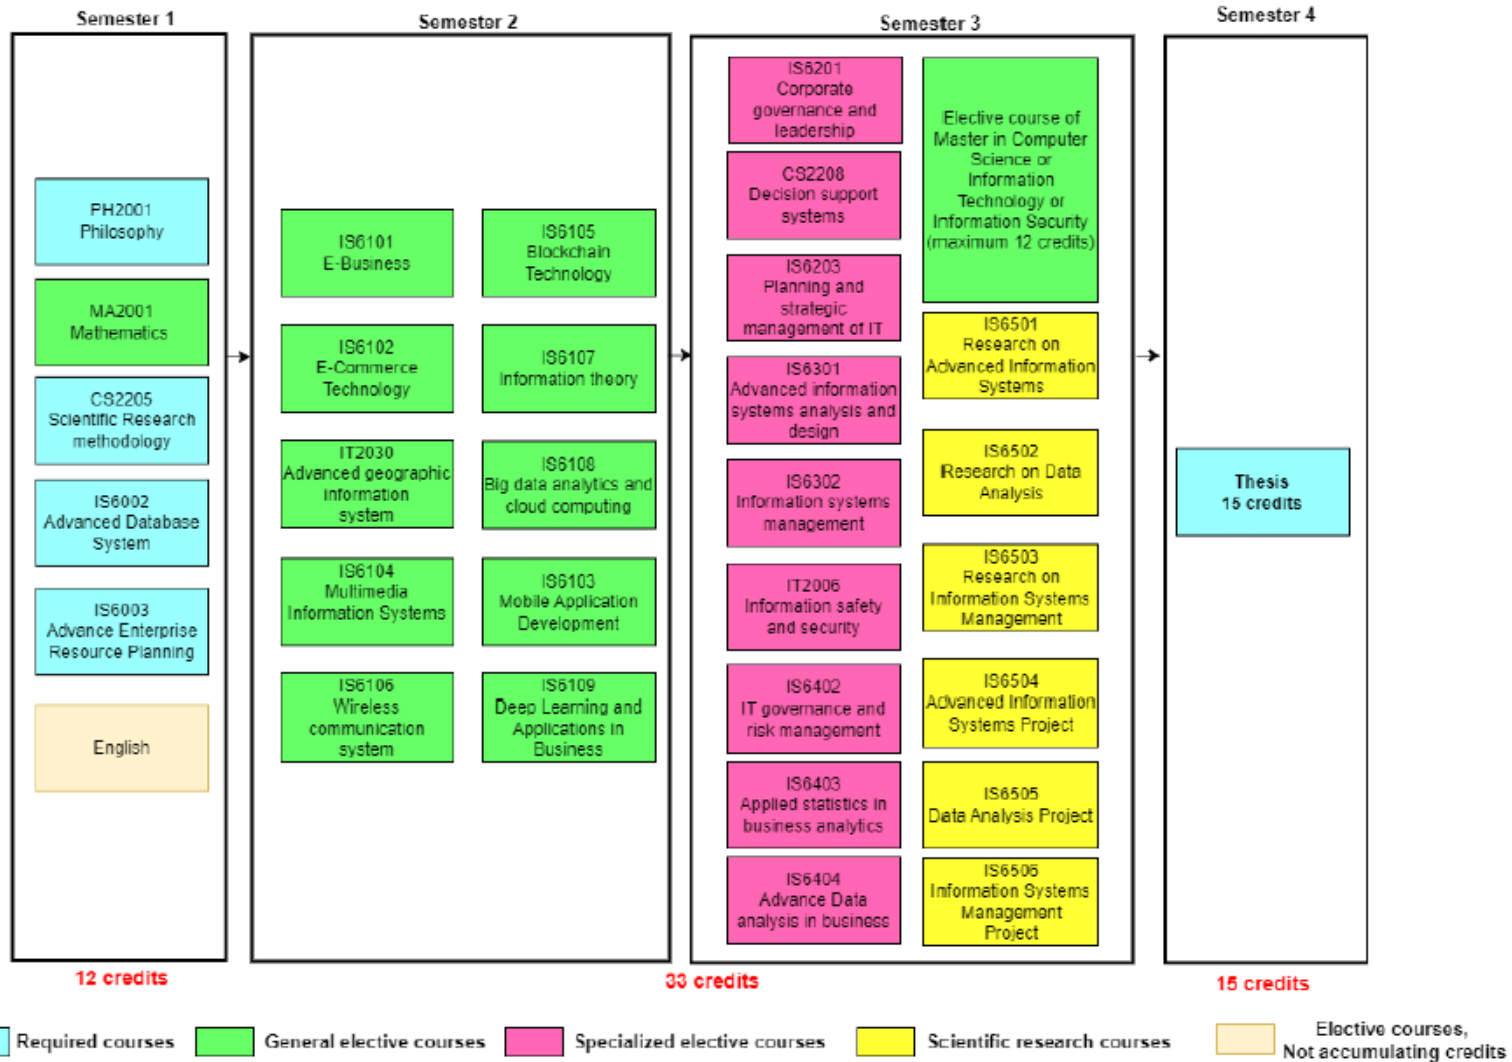 Semester 1
Semester 2
Semester 3
Semester 4
PH2001
Philosophy
MA2001
Mathematics
CS2205
Scientific Research
methodology
IS6002
Advanced Database
System
IS6003
Advance Enterprise
Resource Planning
English
IS6101
E-Business
IS6105
Blockchain
Technology
IS6102
E-Commerce
Technology
IS6107
Information theory
IT2030
Advanced geographic
information
system
IS6108
Big data analytics and
cloud computing
IS6104
Multimedia
Information Systems
IS6103
Mobile Application
Development
IS6106
Wireless
communication
system
IS6109
Deep Learning and
Applications in
Business
IS6201
Corporate
governance and
leadership
CS2208
Decision support
systems
IS6203
Planning and
strategic
management of IT
IS6301
Advanced information
systems analysis and
design
IS6302
Information systems
management
IT2006
Information safety
and security
IS6402
IT governance and
risk management
IS6403
Applied statistics in
business analytics
IS6404
Advance Data
analysis in business
Elective course of
Master in Computer
Science or
Information
Technology or
Information Security
(maximum 12 credits)
IS6501
Research on
Advanced Information
Systems
IS6502
Research on Data
Analysis
IS6503
Research on
Information Systems
Management
IS6504
Advanced Information
Systems Project
IS6505
Data Analysis Project
IS6506
Information Systems
Management
Project
Thesis
15 credits
12 credits
33 credits
15 credits
Required courses
General elective courses
Specialized elective courses
Scientific research courses
Elective courses,
Not accumulating credits